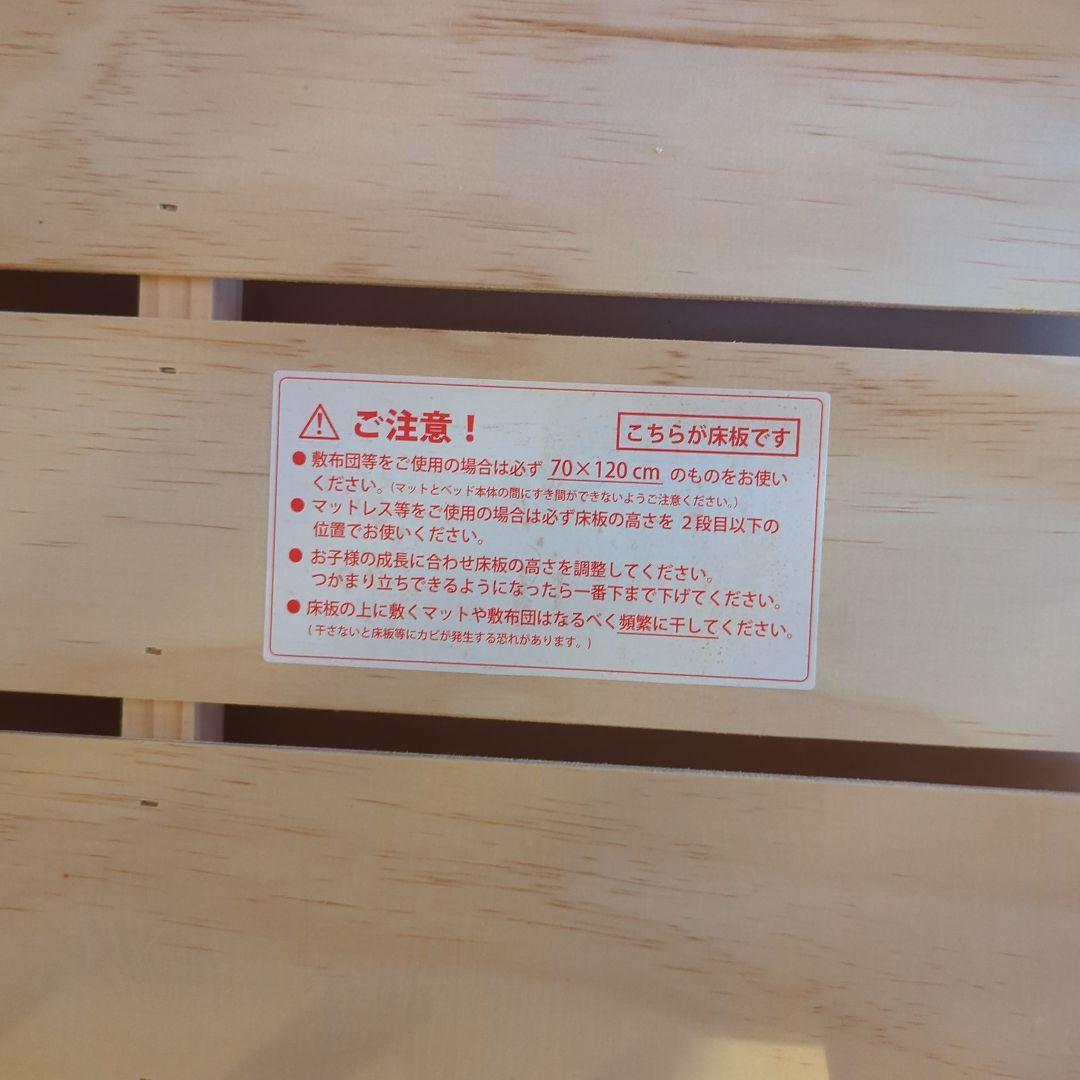 ご注意！
こちらが床板です
●敷布団等をご使用の場合は必ず 70×120 cm のものをお使い
ください。(マットとベッド本体の間にすき間ができないようご注意ください。)
●マットレス等をご使用の場合は必ず床板の高さを 2段目以下の
位置でお使いください。
●お子様の成長に合わせ床板の高さを調整してください。
つかまり立ちできるようになったら一番下まで下げてください。
●床板の上に敷くマットや敷布団はなるべく頻繁に干してください。
(干さないと床板等にカビが発生する恐れがあります。)